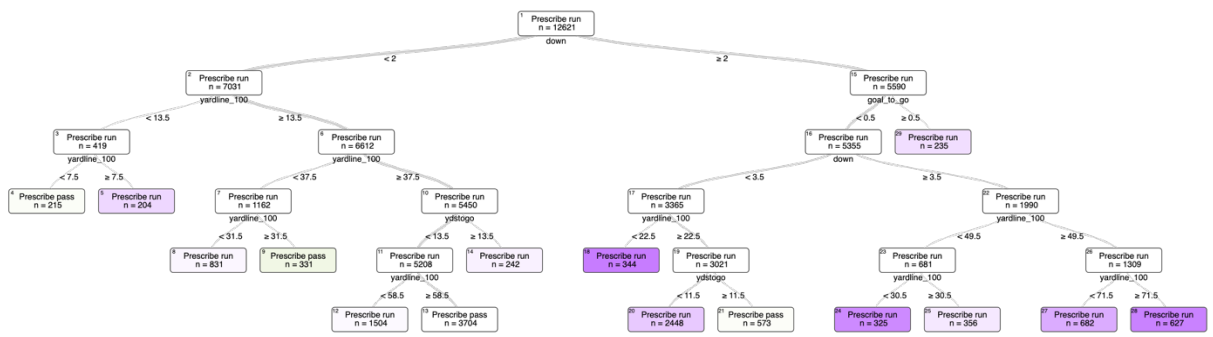 1 Prescribe run
n = 12621
down
< 2
≥ 2
2 Prescribe run
n = 7031
yardline_100
15 Prescribe run
n = 5590
goal_to_go
< 13.5
≥ 13.5
< 0.5
≥ 0.5
3 Prescribe run
n = 419
yardline_100
6 Prescribe run
n = 6612
yardline_100
16 Prescribe run
n = 5355
down
29 Prescribe run
n = 235
< 7.5
≥ 7.5
< 37.5
≥ 37.5
< 3.5
≥ 3.5
4 Prescribe pass
n = 215
5 Prescribe run
n = 204
7 Prescribe run
n = 1162
yardline_100
10 Prescribe run
n = 5450
ydstogo
17 Prescribe run
n = 3365
yardline_100
22 Prescribe run
n = 1990
yardline_100
< 31.5
≥ 31.5
< 13.5
≥ 13.5
< 22.5
≥ 22.5
< 49.5
≥ 49.5
8 Prescribe run
n = 831
9 Prescribe pass
n = 331
11 Prescribe run
n = 5208
yardline_100
14 Prescribe run
n = 242
18 Prescribe run
n = 344
19 Prescribe run
n = 3021
ydstogo
23 Prescribe run
n = 681
yardline_100
26 Prescribe run
n = 1309
yardline_100
< 58.5
≥ 58.5
< 11.5
≥ 11.5
< 30.5
≥ 30.5
< 71.5
≥ 71.5
12 Prescribe run
n = 1504
13 Prescribe pass
n = 3704
20 Prescribe run
n = 2448
21 Prescribe pass
n = 573
24 Prescribe run
n = 325
25 Prescribe run
n = 356
27 Prescribe run
n = 682
28 Prescribe run
n = 627